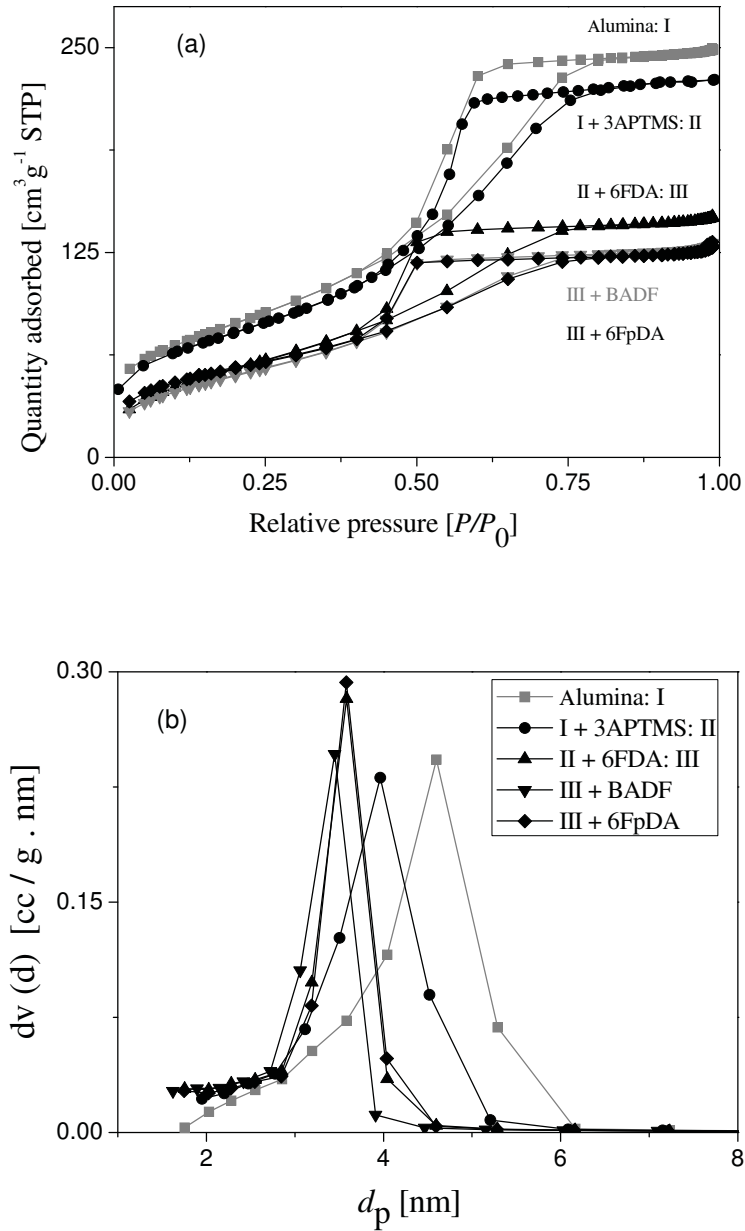 (a)
Alumina: I
I + 3APTMS: II
II + 6FDA: III
III + BADF
III + 6FpDA
250
125
0
Quantity adsorbed [cm³g⁻¹ STP]
0.00 0.25 0.50 0.75 1.00
Relative pressure [P/P₀]
(b)
Alumina: I
I + 3APTMS: II
II + 6FDA: III
III + BADF
III + 6FpDA
0.30
0.15
0.00
dv (d) [cc / g . nm]
2 4 6 8
dₚ [nm]